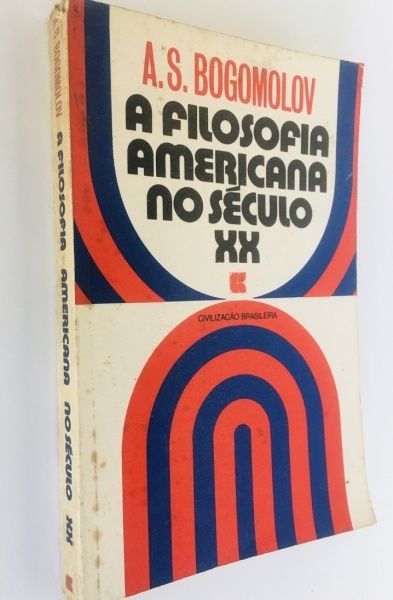 A.S. BOGOMOLOV
A FILOSOFIA
AMERICANA
NO SÉCULO
XX
CIVILIZAÇÃO BRASILEIRA
A.S. BOGOMOLOV A FILOSOFIA AMERICANA NO SÉCULO XX